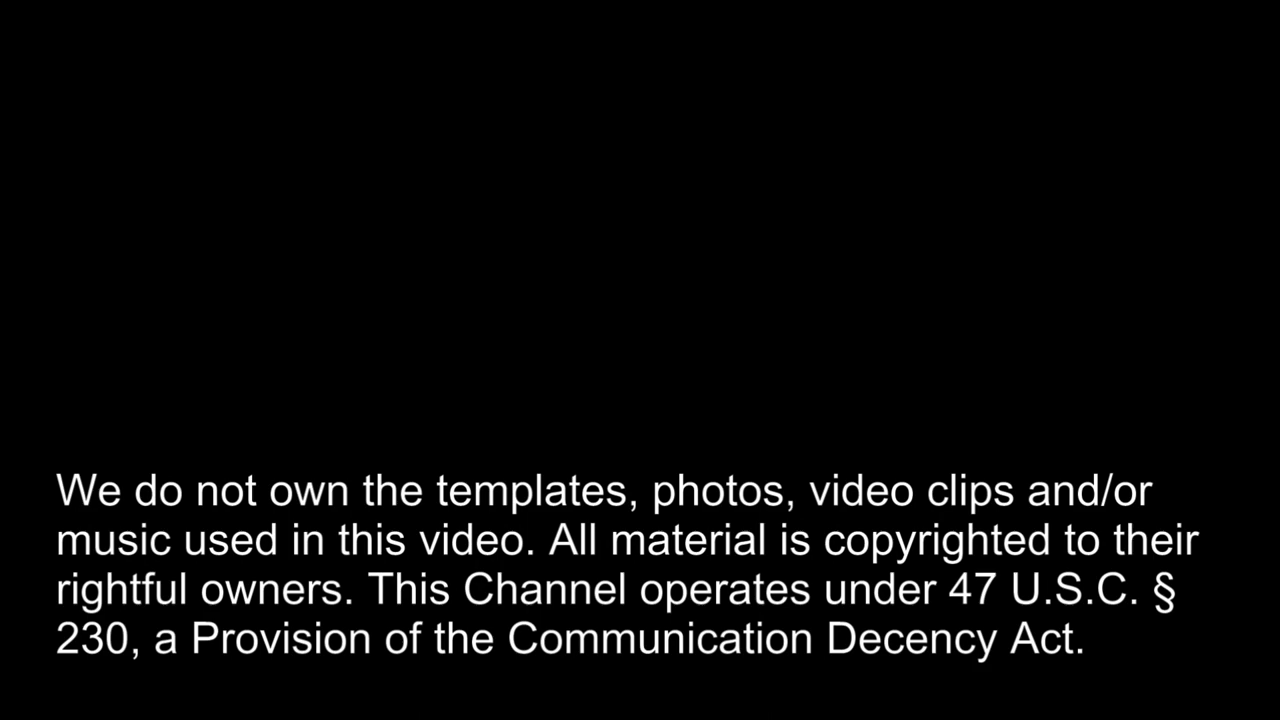 We do not own the templates, photos, video clips and/or
music used in this video. All material is copyrighted to their
rightful owners. This Channel operates under 47 U.S.C. §
230, a Provision of the Communication Decency Act.